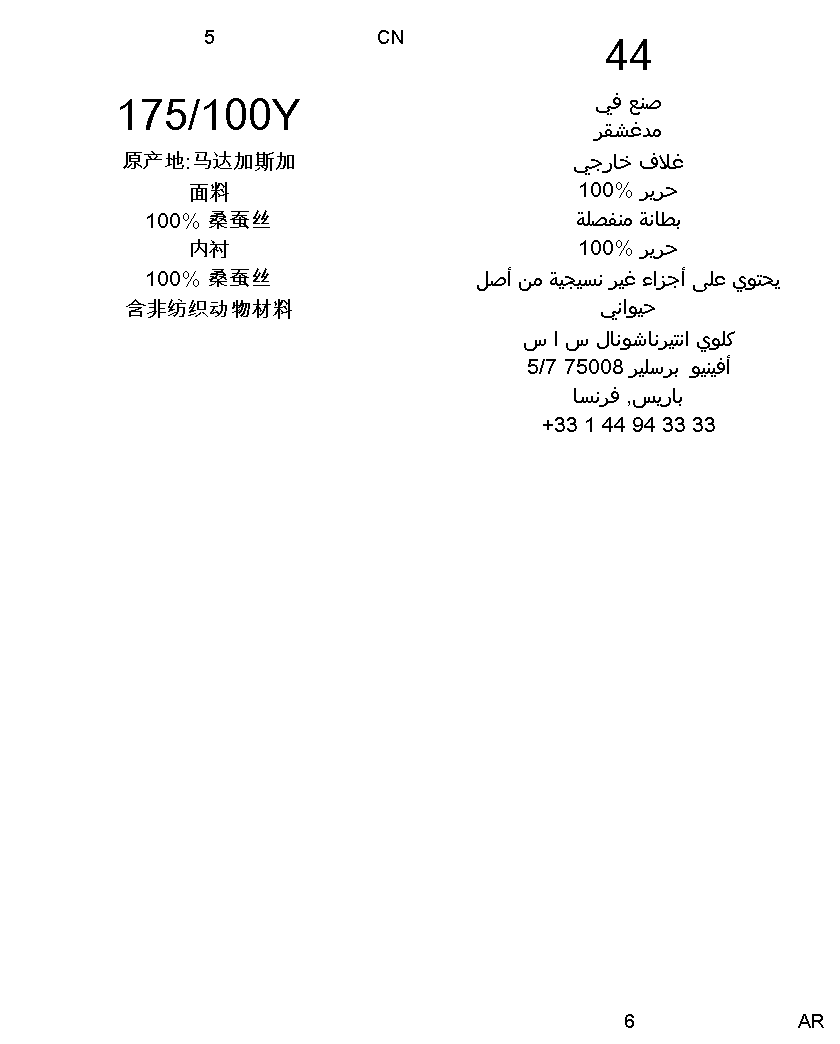 5
CN
175/100Y
原产地:马达加斯加
面料
100% 桑蚕丝
内衬
100% 桑蚕丝
含非纺织动物材料
44
صنع في
مدغشقر
غلاف خارجي
100% حرير
بطانة منفصلة
100% حرير
يحتوي على أجزاء غير نسيجية من أصل
حيواني
كلوي انتيرناشونال س ا س
5/7 أفينيو برسلير 75008
باريس, فرنسا
+33 1 44 94 33 33
6
AR